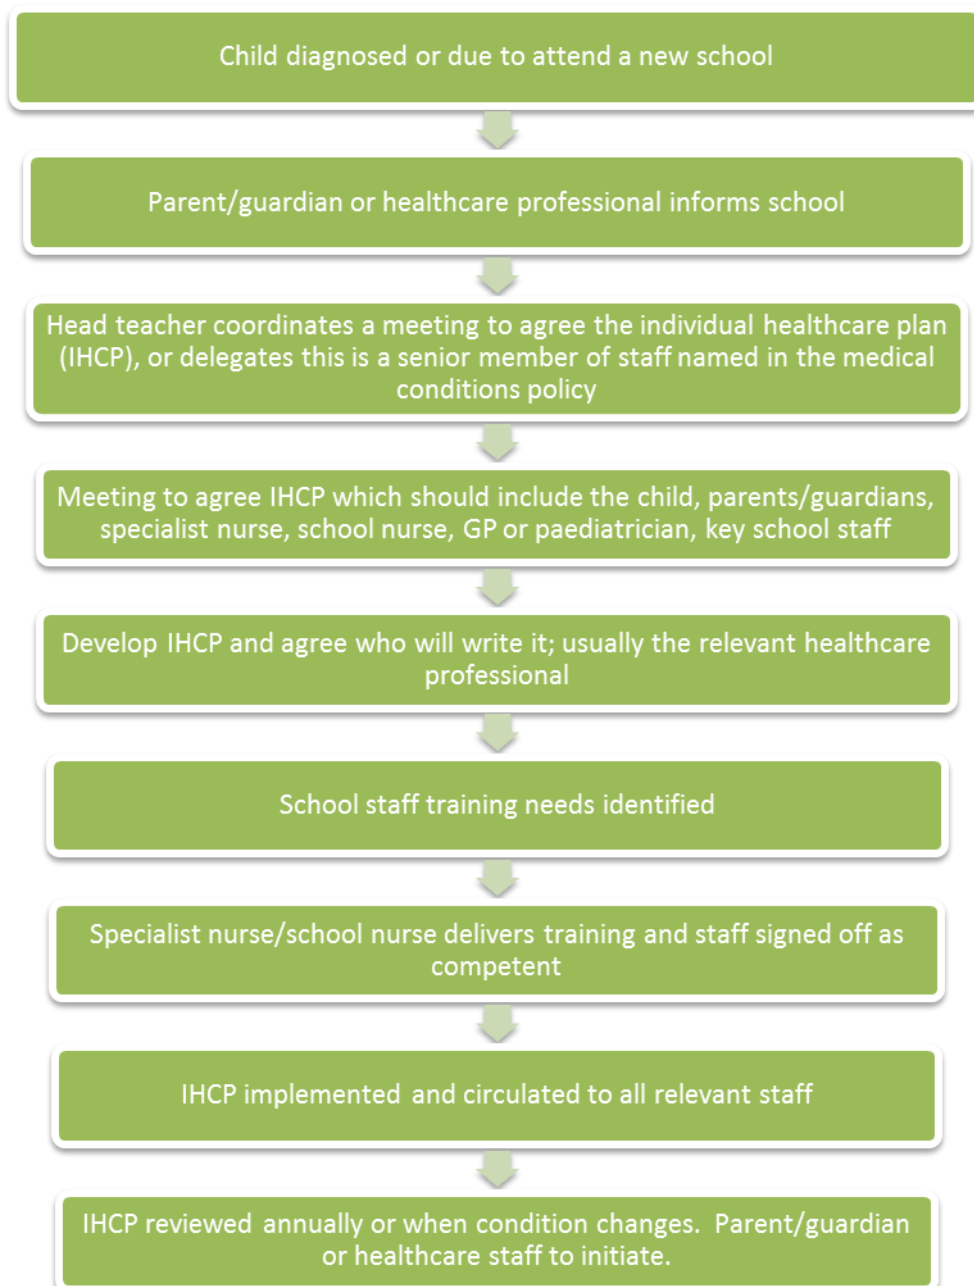 Child diagnosed or due to attend a new school
Parent/guardian or healthcare professional informs school
Head teacher coordinates a meeting to agree the individual healthcare plan
(IHCP), or delegates this is a senior member of staff named in the medical
conditions policy
Meeting to agree IHCP which should include the child, parents/guardians,
specialist nurse, school nurse, GP or paediatrician, key school staff
Develop IHCP and agree who will write it; usually the relevant healthcare
professional
School staff training needs identified
Specialist nurse/school nurse delivers training and staff signed off as
competent
IHCP implemented and circulated to all relevant staff
IHCP reviewed annually or when condition changes. Parent/guardian
or healthcare staff to initiate.